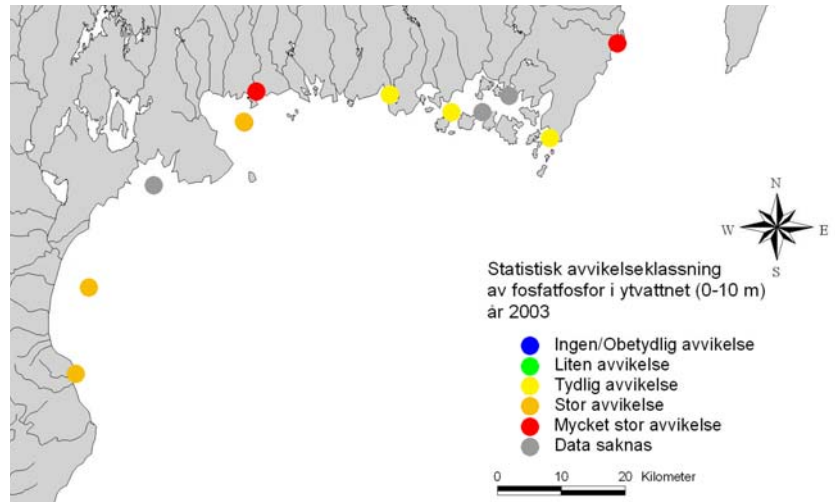 N
W E
S
Statistisk avvikelseklassning
av fosfatfosfor i ytvattnet (0-10 m)
år 2003
Ingen/Obetydlig avvikelse
Liten avvikelse
Tydlig avvikelse
Stor avvikelse
Mycket stor avvikelse
Data saknas
0 10 20 Kilometer